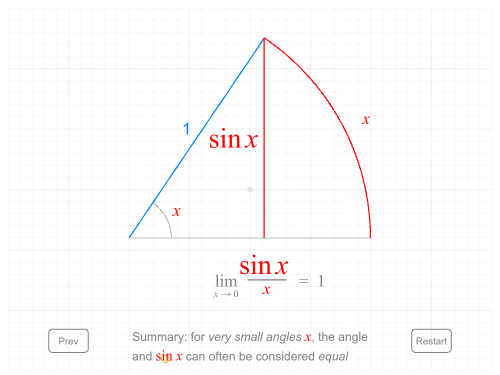 1
sin x
x
x
lim x → 0 sin x / x = 1
Prev
Summary: for very small angles x, the angle
and sin x can often be considered equal
Restart